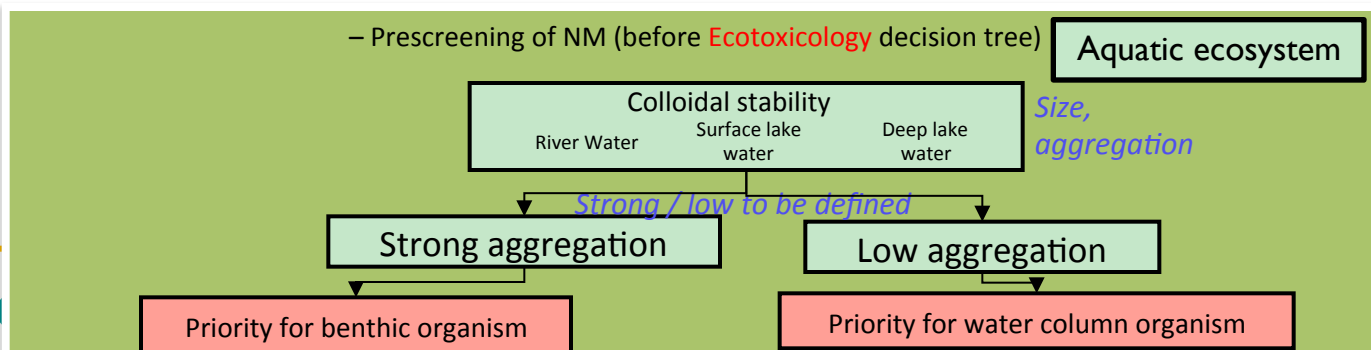 – Prescreening of NM (before Ecotoxicology decision tree)
Aquatic ecosystem
Colloidal stability
River Water
Surface lake
water
Deep lake
water
Size,
aggregation
Strong / low to be defined
Strong aggregation
Low aggregation
Priority for benthic organism
Priority for water column organism